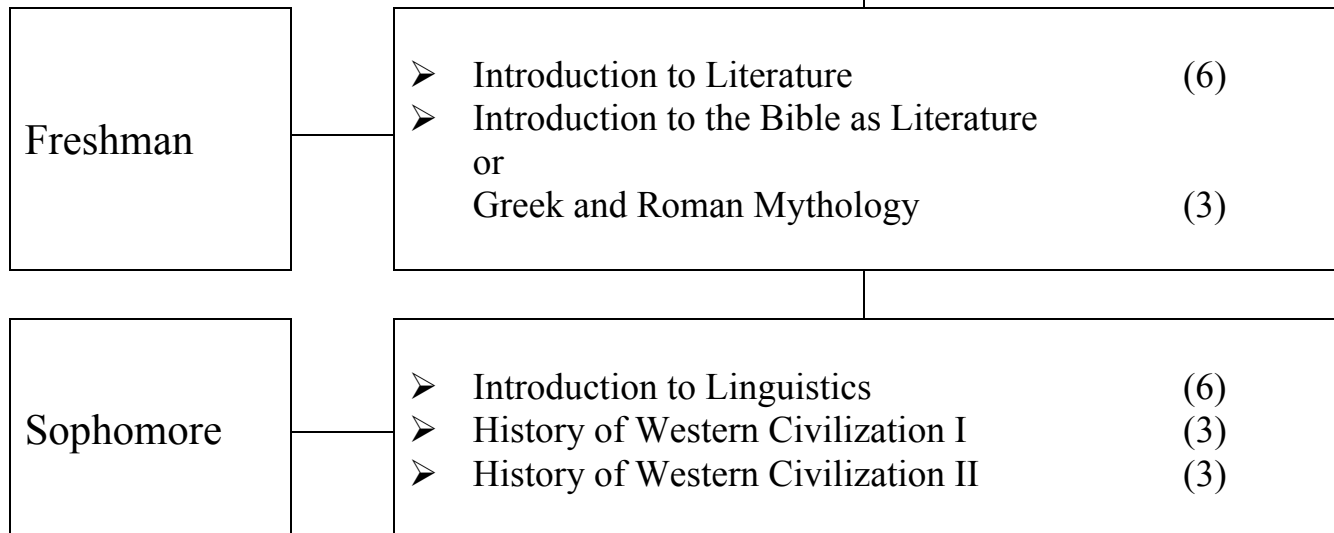 Freshman
➢ Introduction to Literature (6)
➢ Introduction to the Bible as Literature
or
Greek and Roman Mythology (3)
Sophomore
➢ Introduction to Linguistics (6)
➢ History of Western Civilization I (3)
➢ History of Western Civilization II (3)